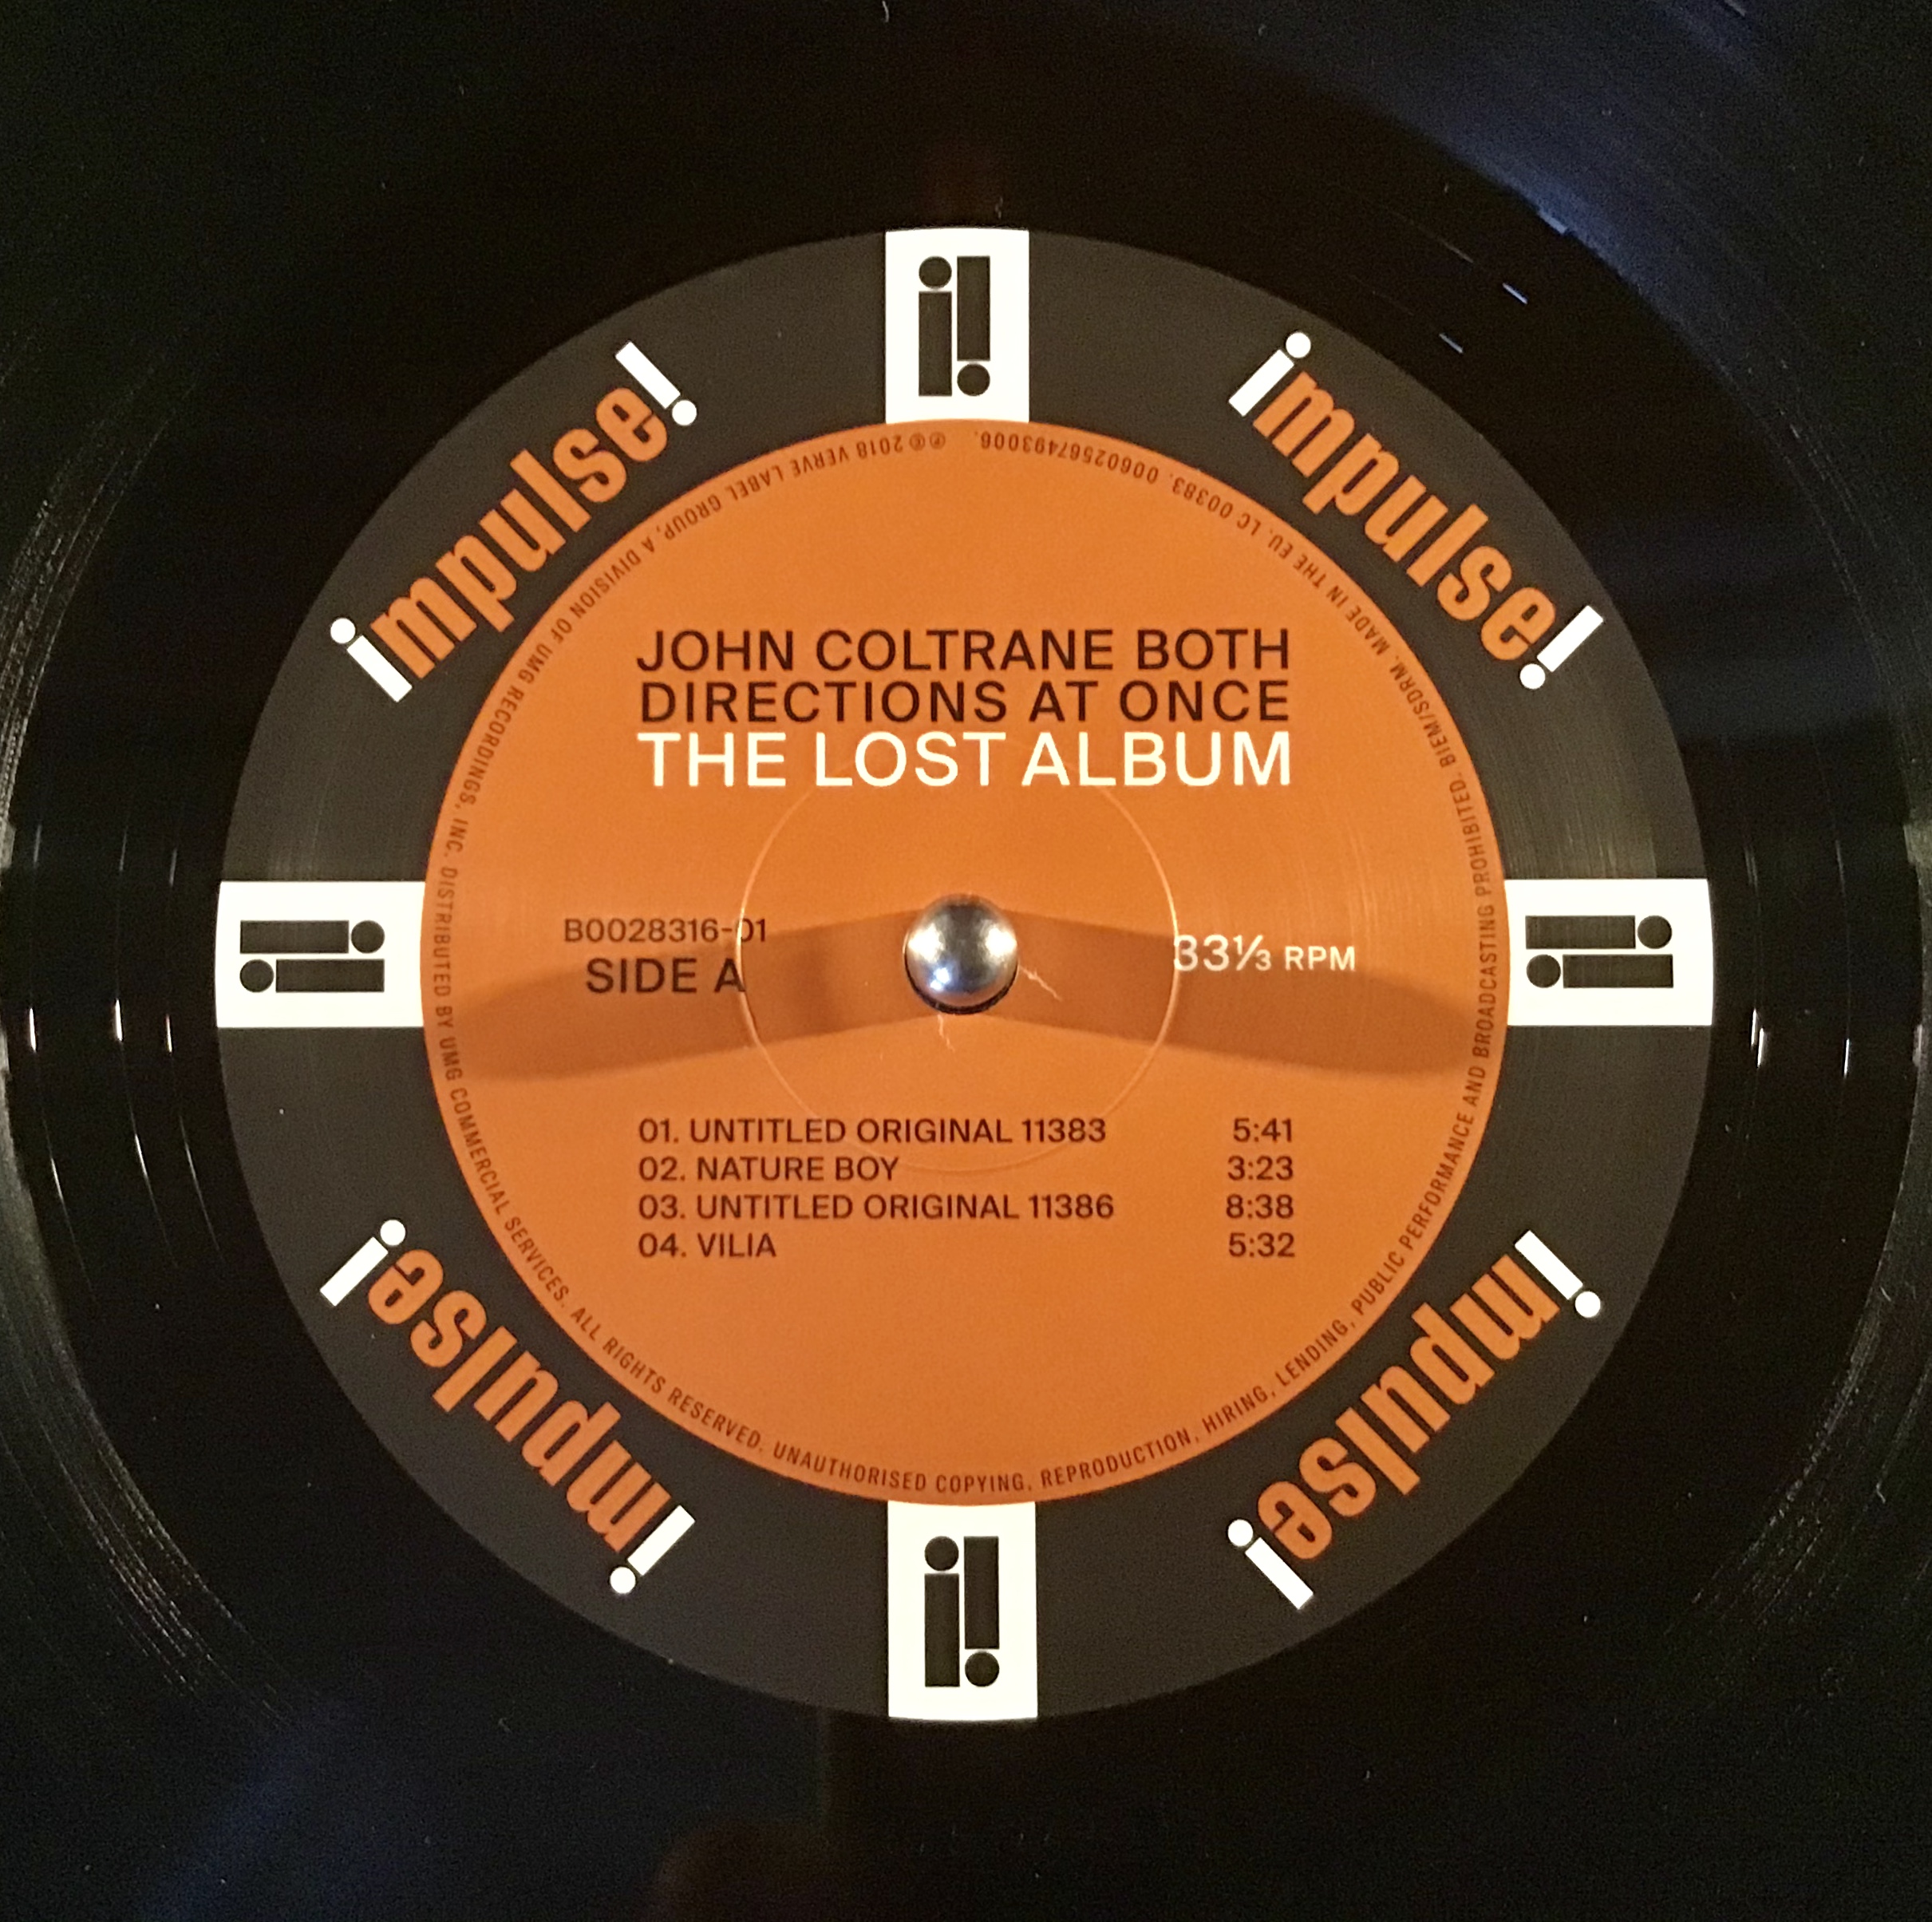 impulse!
impulse!
JOHN COLTRANE BOTH
DIRECTIONS AT ONCE
THE LOST ALBUM
B0028316-01
SIDE A
33⅓ RPM
01. UNTITLED ORIGINAL 11383 5:41
02. NATURE BOY 3:23
03. UNTITLED ORIGINAL 11386 8:38
04. VILIA 5:32
impulse!
impulse!
℗© 2018 VERVE LABEL GROUP, A DIVISION OF UMG RECORDINGS, INC. DISTRIBUTED BY UMG COMMERCIAL SERVICES. ALL RIGHTS RESERVED. UNAUTHORISED COPYING, REPRODUCTION, HIRING, LENDING, PUBLIC PERFORMANCE AND BROADCASTING PROHIBITED. BIEM/SDRM. MADE IN THE EU. LC 00383. 00602567493006.